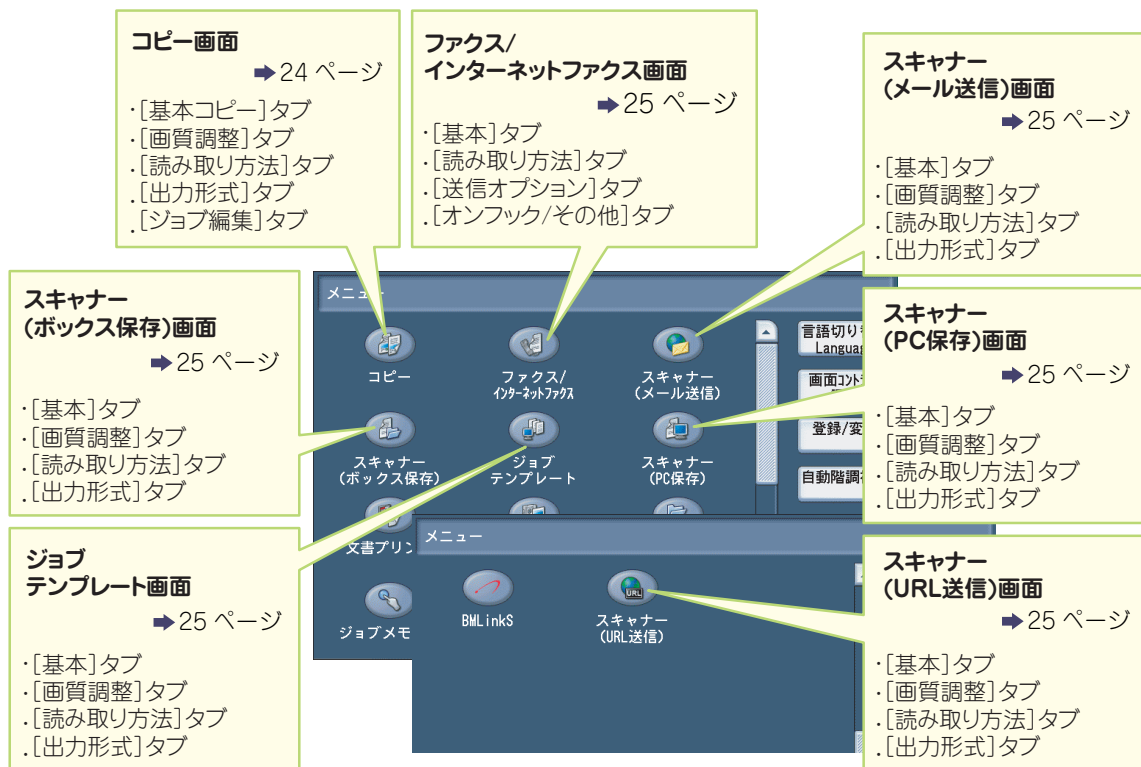 コピー画面
➡24 ページ
・[基本コピー]タブ
・[画質調整]タブ
・[読み取り方法]タブ
・[出力形式]タブ
・[ジョブ編集]タブ
ファクス/
インターネットファクス画面
➡25 ページ
・[基本]タブ
・[読み取り方法]タブ
・[送信オプション]タブ
・[オンフック/その他]タブ
スキャナー
(メール送信)画面
➡25 ページ
・[基本]タブ
・[画質調整]タブ
・[読み取り方法]タブ
・[出力形式]タブ
スキャナー
(ボックス保存)画面
➡25 ページ
・[基本]タブ
・[画質調整]タブ
・[読み取り方法]タブ
・[出力形式]タブ
スキャナー
(PC保存)画面
➡25 ページ
・[基本]タブ
・[画質調整]タブ
・[読み取り方法]タブ
・[出力形式]タブ
ジョブ
テンプレート画面
➡25 ページ
・[基本]タブ
・[画質調整]タブ
・[読み取り方法]タブ
・[出力形式]タブ
スキャナー
(URL送信)画面
➡25 ページ
・[基本]タブ
・[画質調整]タブ
・[読み取り方法]タブ
・[出力形式]タブ
メニュー
コピー
ファクス/
インターネットファクス
スキャナー
(メール送信)
言語切り
Langua
画面コント
登録/変
自動階調
スキャナー
(ボックス保存)
ジョブ
テンプレート
スキャナー
(PC保存)
文書プリン
ジョブメモ
メニュー
BMLinkS
URL
スキャナー
(URL送信)